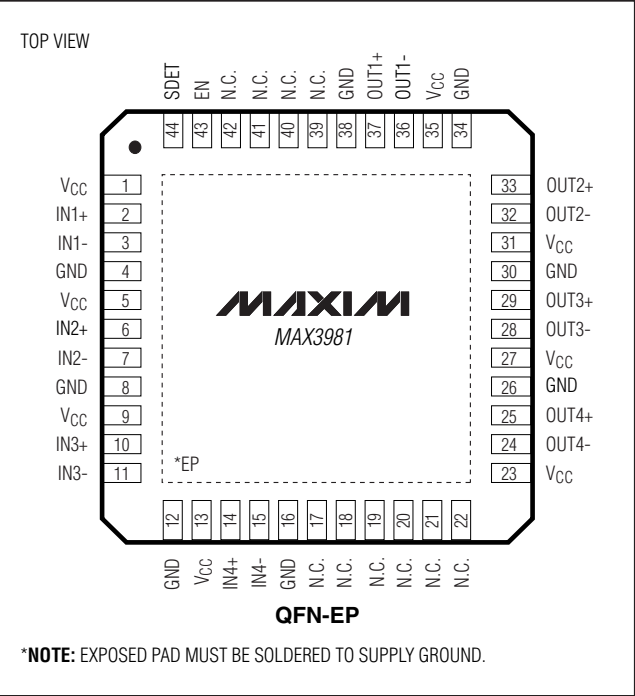 TOP VIEW
SDET
EN
N.C.
N.C.
N.C.
N.C.
GND
OUT1+
OUT1-
VCC
GND
44
43
42
41
40
39
38
37
36
35
34
VCC 1
IN1+ 2
IN1- 3
GND 4
VCC 5
IN2+ 6
IN2- 7
GND 8
VCC 9
IN3+ 10
IN3- 11
MAXIM
MAX3981
*EP
33 OUT2+
32 OUT2-
31 VCC
30 GND
29 OUT3+
28 OUT3-
27 VCC
26 GND
25 OUT4+
24 OUT4-
23 VCC
12
13
14
15
16
17
18
19
20
21
22
GND
VCC
IN4+
IN4-
GND
N.C.
N.C.
N.C.
N.C.
N.C.
N.C.
QFN-EP
*NOTE: EXPOSED PAD MUST BE SOLDERED TO SUPPLY GROUND.